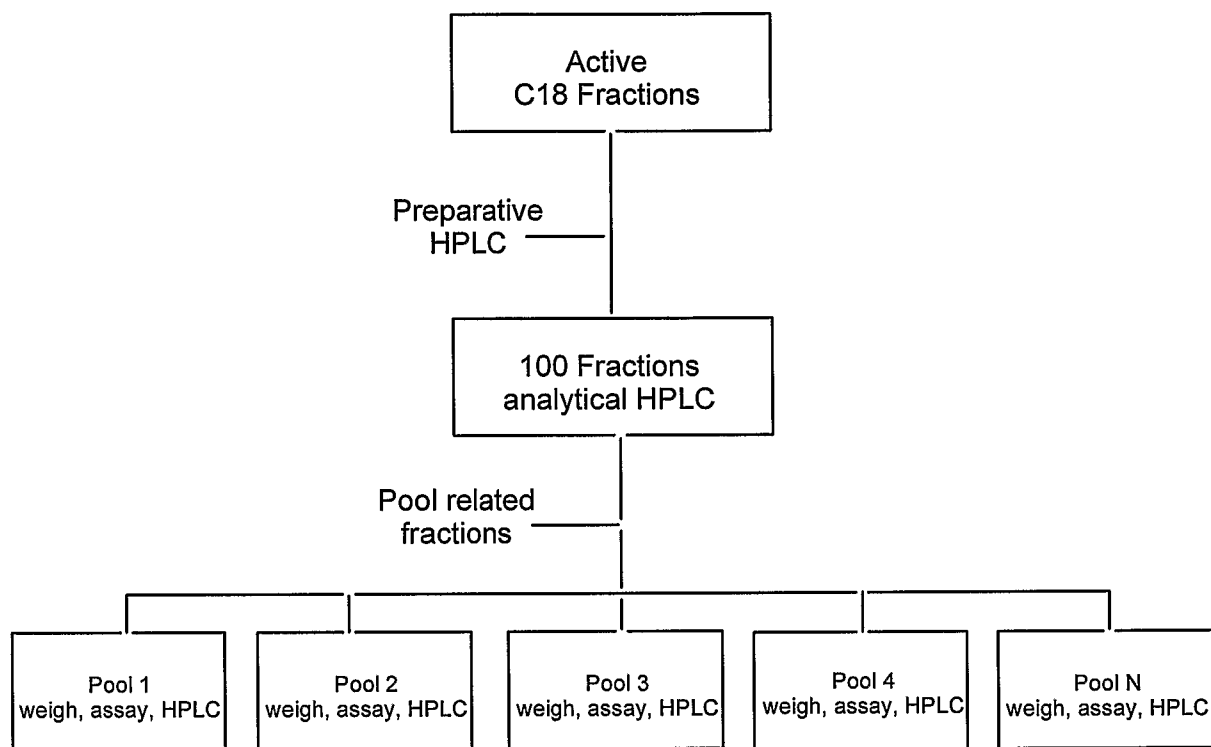 Active
C18 Fractions
Preparative
HPLC
100 Fractions
analytical HPLC
Pool related
fractions
Pool 1
weigh, assay, HPLC
Pool 2
weigh, assay, HPLC
Pool 3
weigh, assay, HPLC
Pool 4
weigh, assay, HPLC
Pool N
weigh, assay, HPLC